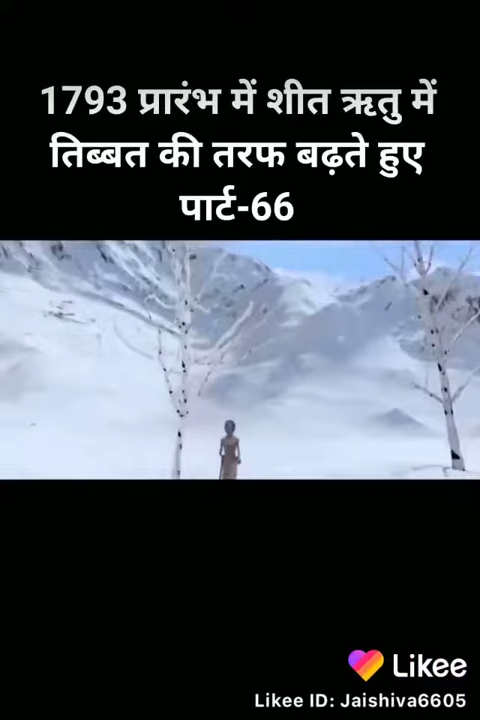 1793 प्रारंभ में शीत ऋतु में
तिब्बत की तरफ बढ़ते हुए
पार्ट-66
Likee
Likee ID: Jaishiva6605